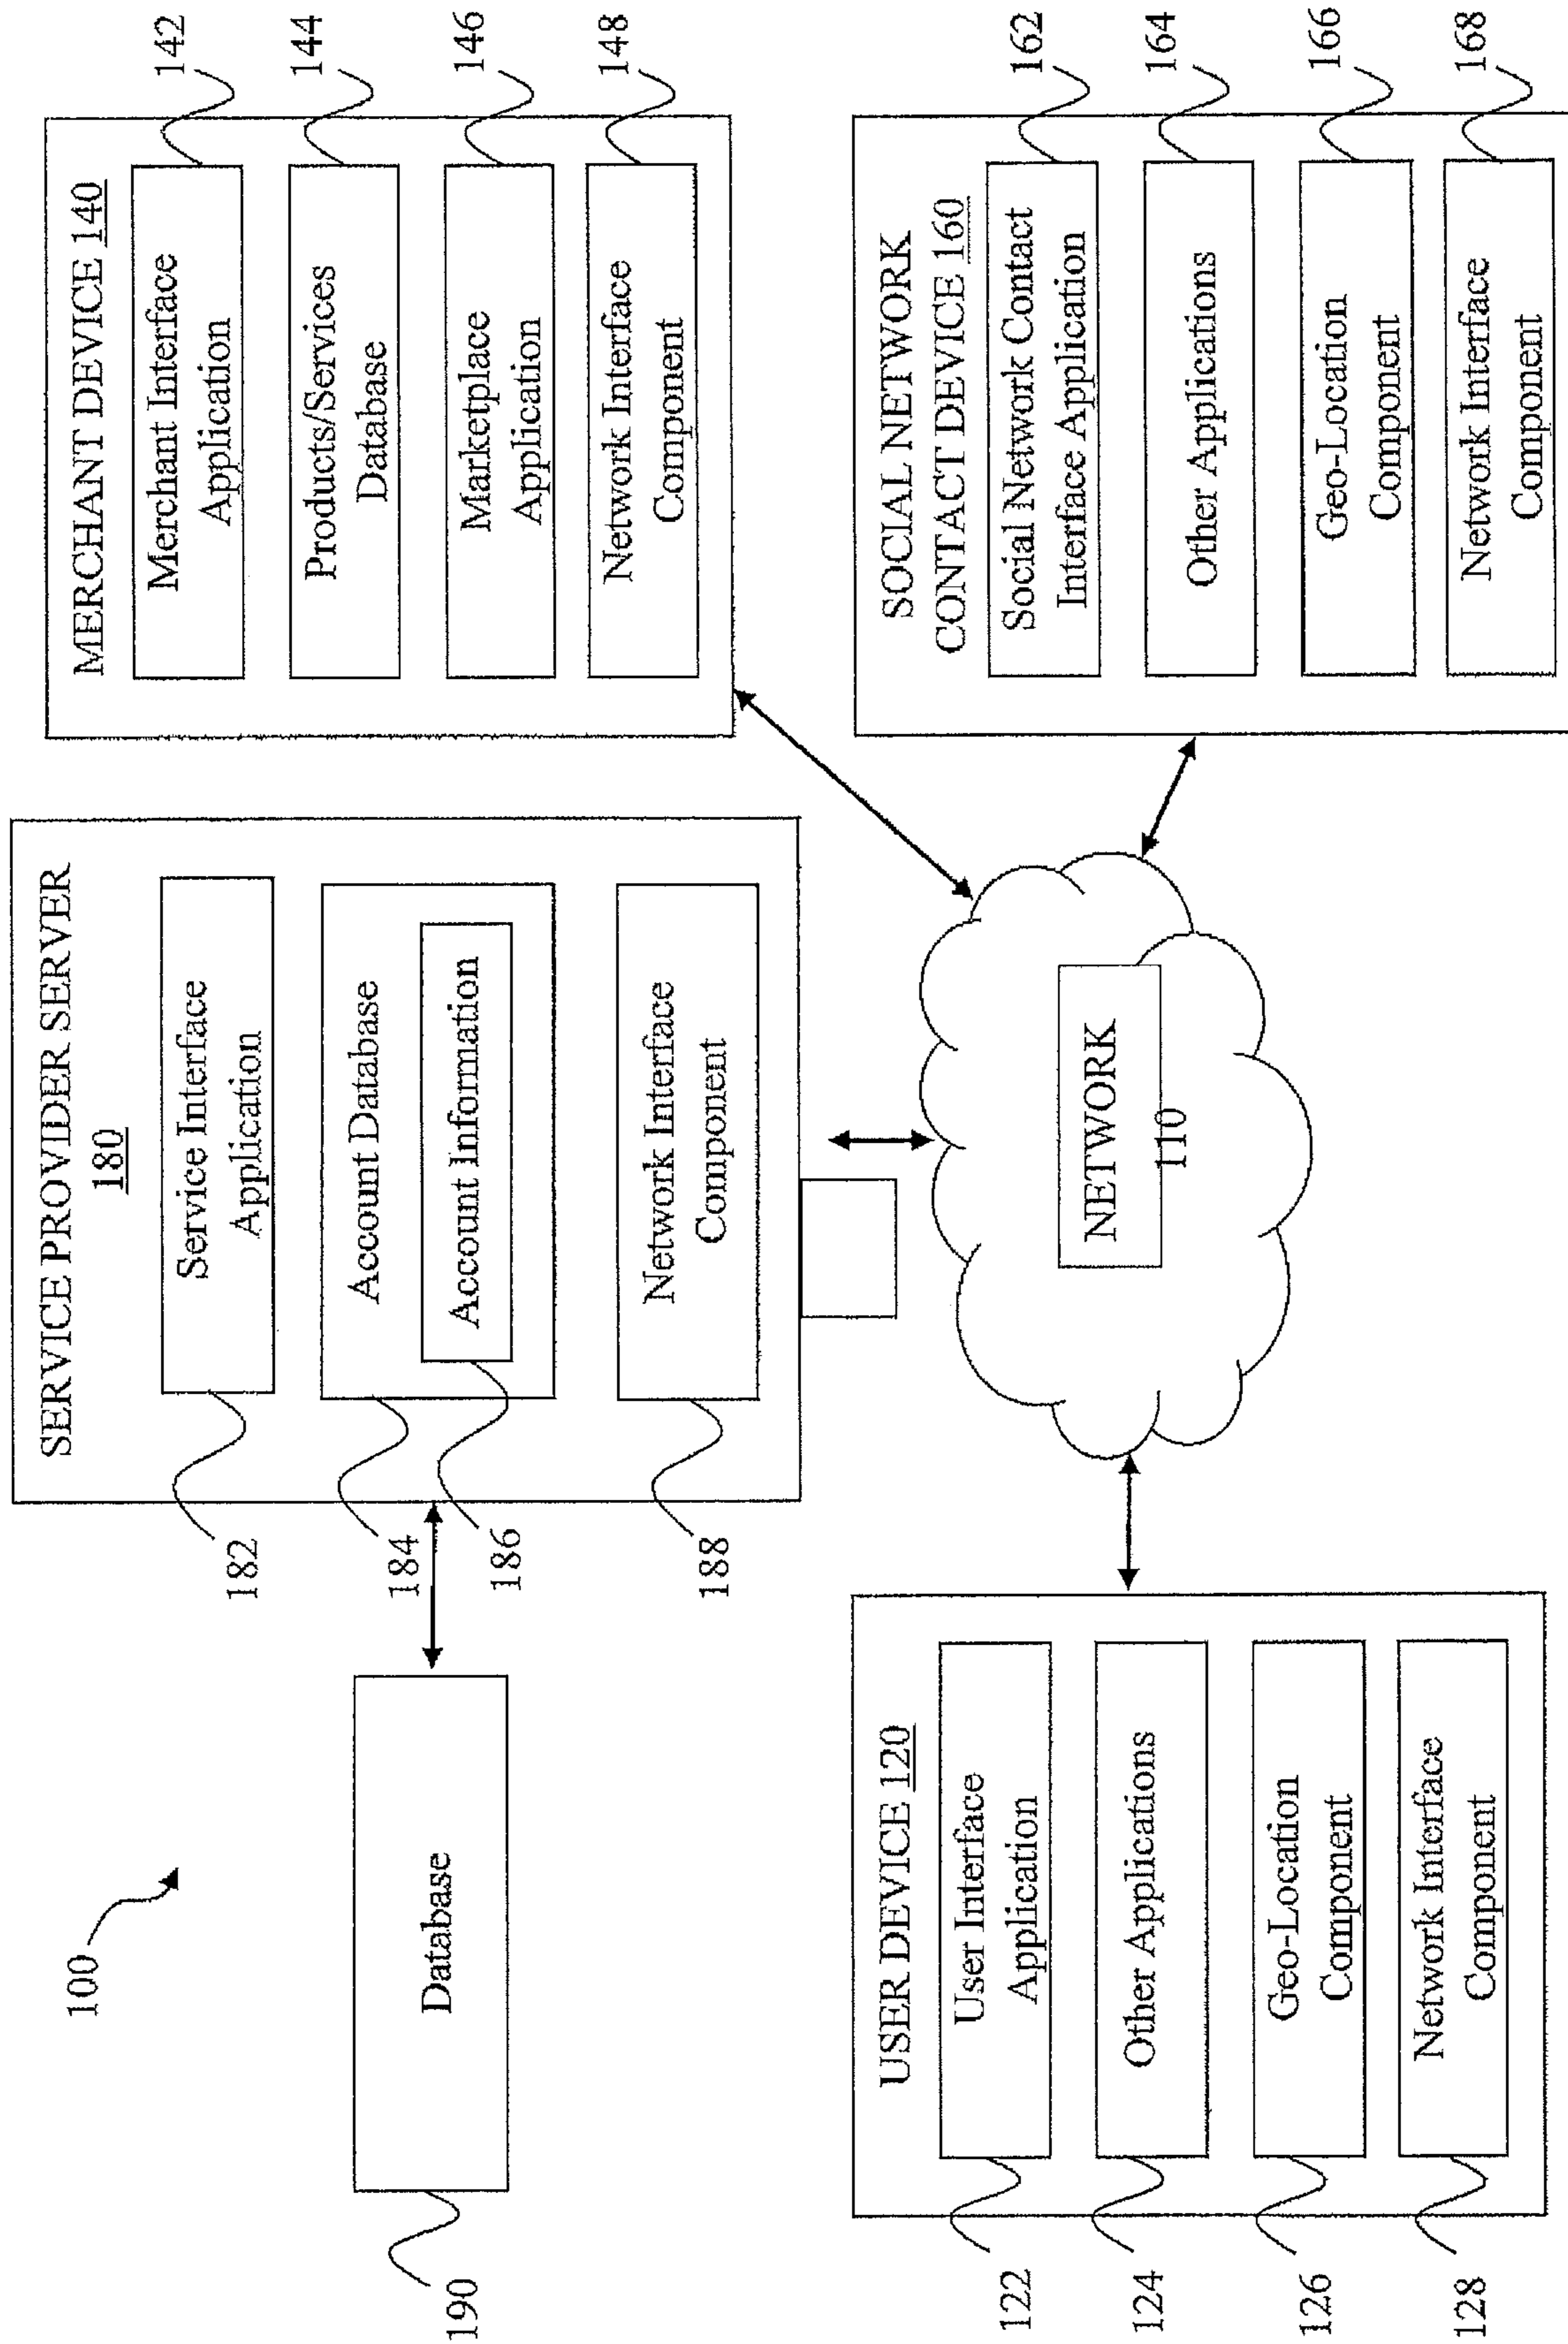 100
Database
190
SERVICE PROVIDER SERVER
180
Service Interface
Application
Account Database
Account Information
Network Interface
Component
182
184
186
188
MERCHANT DEVICE 140
Merchant Interface
Application
Products/Services
Database
Marketplace
Application
Network Interface
Component
142
144
146
148
USER DEVICE 120
User Interface
Application
Other Applications
Geo-Location
Component
Network Interface
Component
122
124
126
128
NETWORK
110
SOCIAL NETWORK
CONTACT DEVICE 160
Social Network Contact
Interface Application
Other Applications
Geo-Location
Component
Network Interface
Component
162
164
166
168